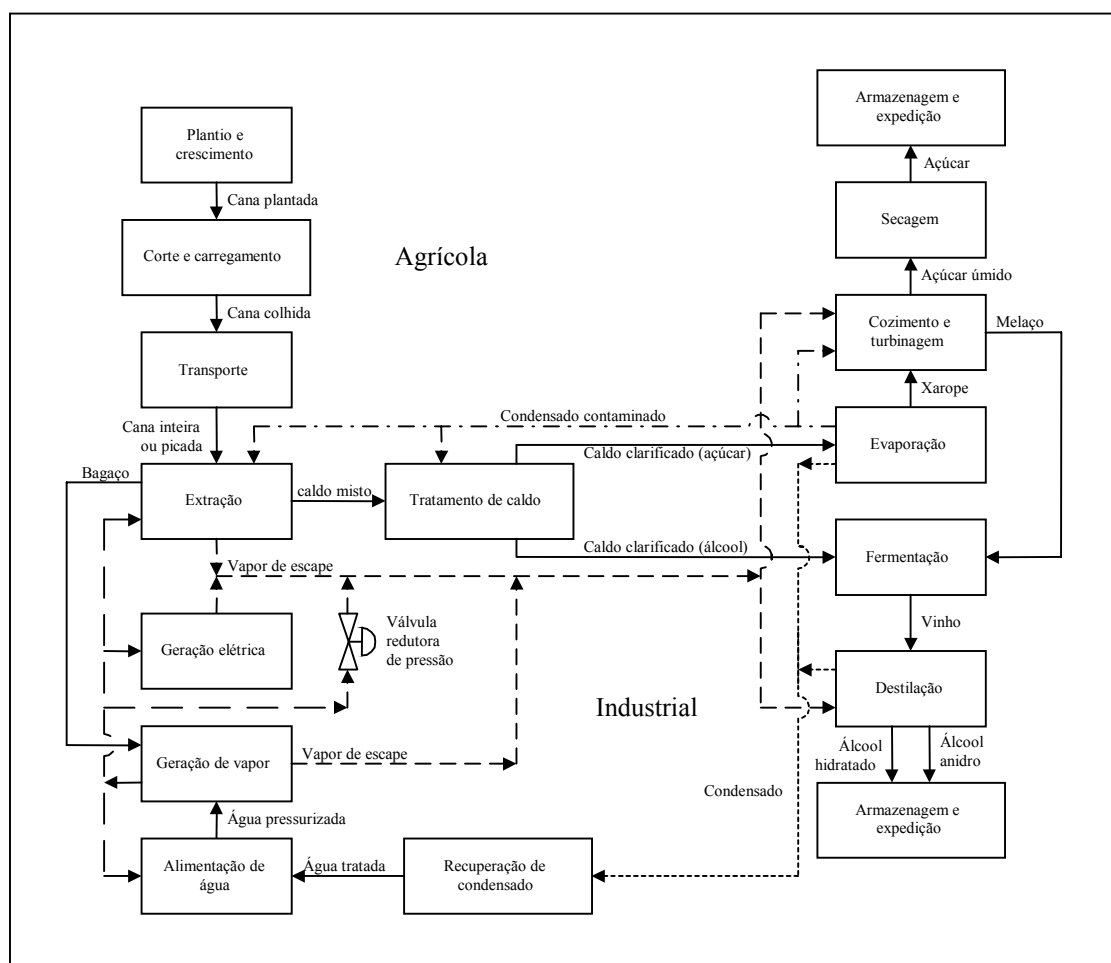 Armazenagem e
expedição
Plantio e
crescimento
Açúcar
Cana plantada
Secagem
Corte e carregamento
Agrícola
Açúcar úmido
Cana colhida
Cozimento e
turbinagem
Melaço
Transporte
Xarope
Cana inteira
ou picada
Condensado contaminado
Evaporação
Caldo clarificado (açúcar)
Bagaço
Extração
caldo misto
Tratamento de caldo
Caldo clarificado (álcool)
Fermentação
Vapor de escape
Vinho
Geração elétrica
Válvula
redutora
de pressão
Destilação
Industrial
Álcool
hidratado
Álcool
anidro
Vapor de escape
Geração de vapor
Condensado
Armazenagem e
expedição
Água pressurizada
Alimentação de
água
Água tratada
Recuperação de
condensado